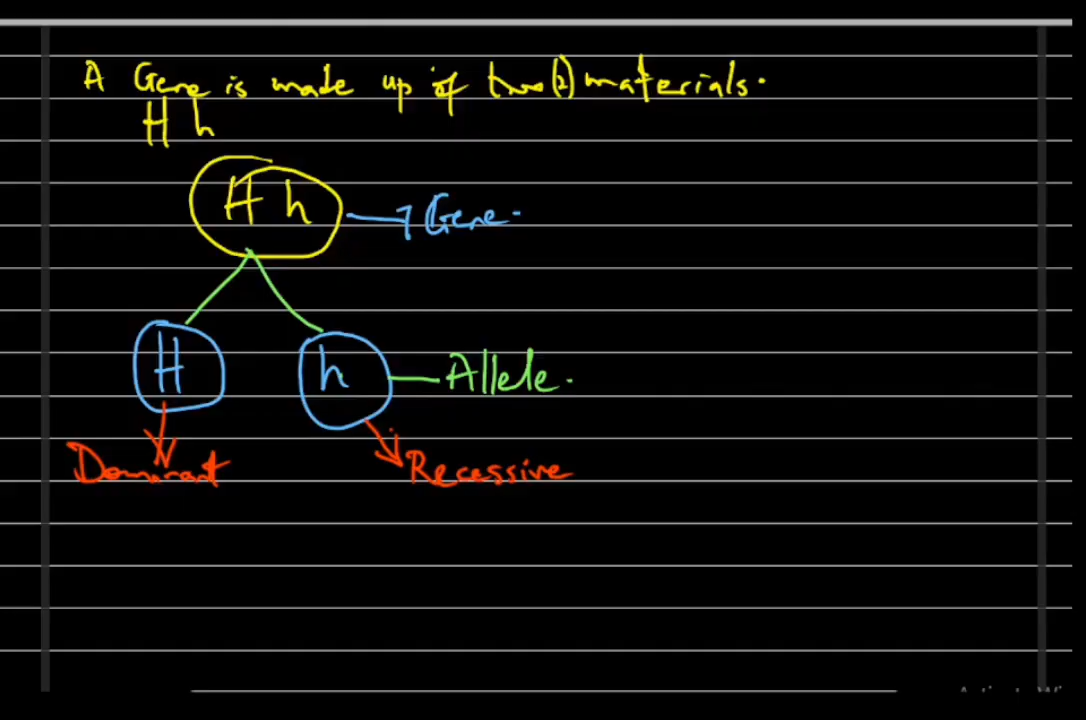 A Gene is made up of two (2) materials.
H h
H h Gene.
H h Allele.
Dominant Recessive